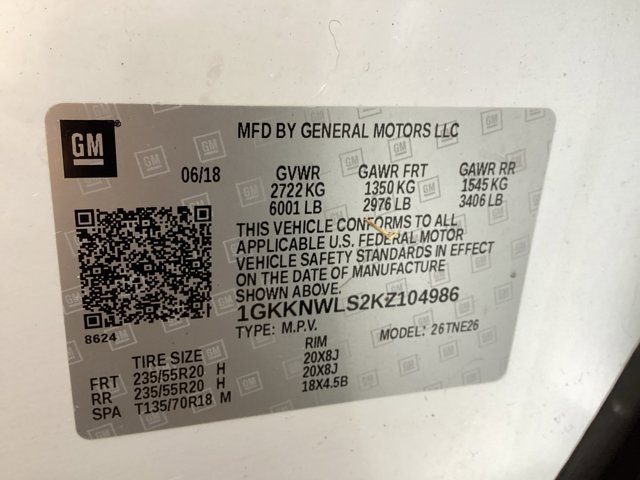 GM
MFD BY GENERAL MOTORS LLC
06/18 GVWR GAWR FRT GAWR RR
2722 KG 1350 KG 1545 KG
6001 LB 2976 LB 3406 LB
THIS VEHICLE CONFORMS TO ALL
APPLICABLE U.S. FEDERAL MOTOR
VEHICLE SAFETY STANDARDS IN EFFECT
ON THE DATE OF MANUFACTURE
SHOWN ABOVE.
1GKKNWLS2KZ104986
TYPE: M.P.V. MODEL: 26TNE26
8624
TIRE SIZE RIM
FRT 235/55R20 H 20X8J
RR 235/55R20 H 20X8J
SPA T135/70R18 M 18X4.5B